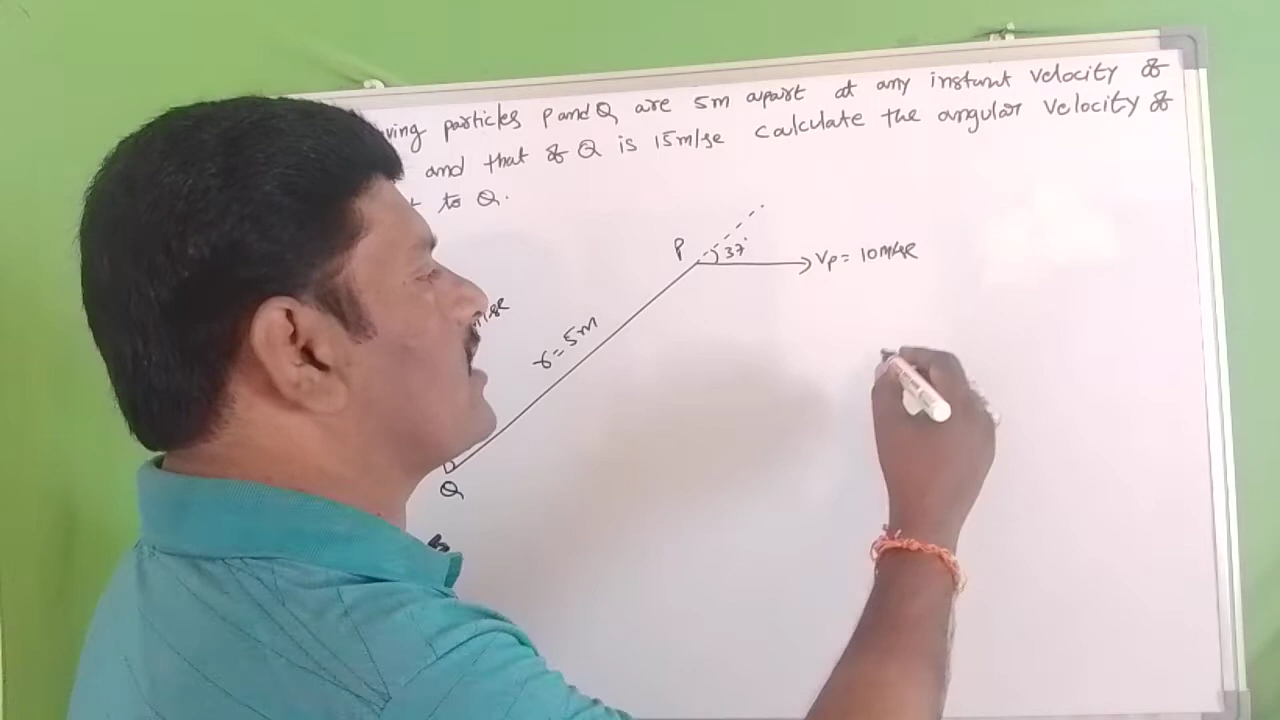 particles P and Q are 5m apart at any instant velocity of
and that of Q is 15m/se calculate the angular velocity of
to Q.
P
37°
Vp = 10m/se
r = 5m
Q